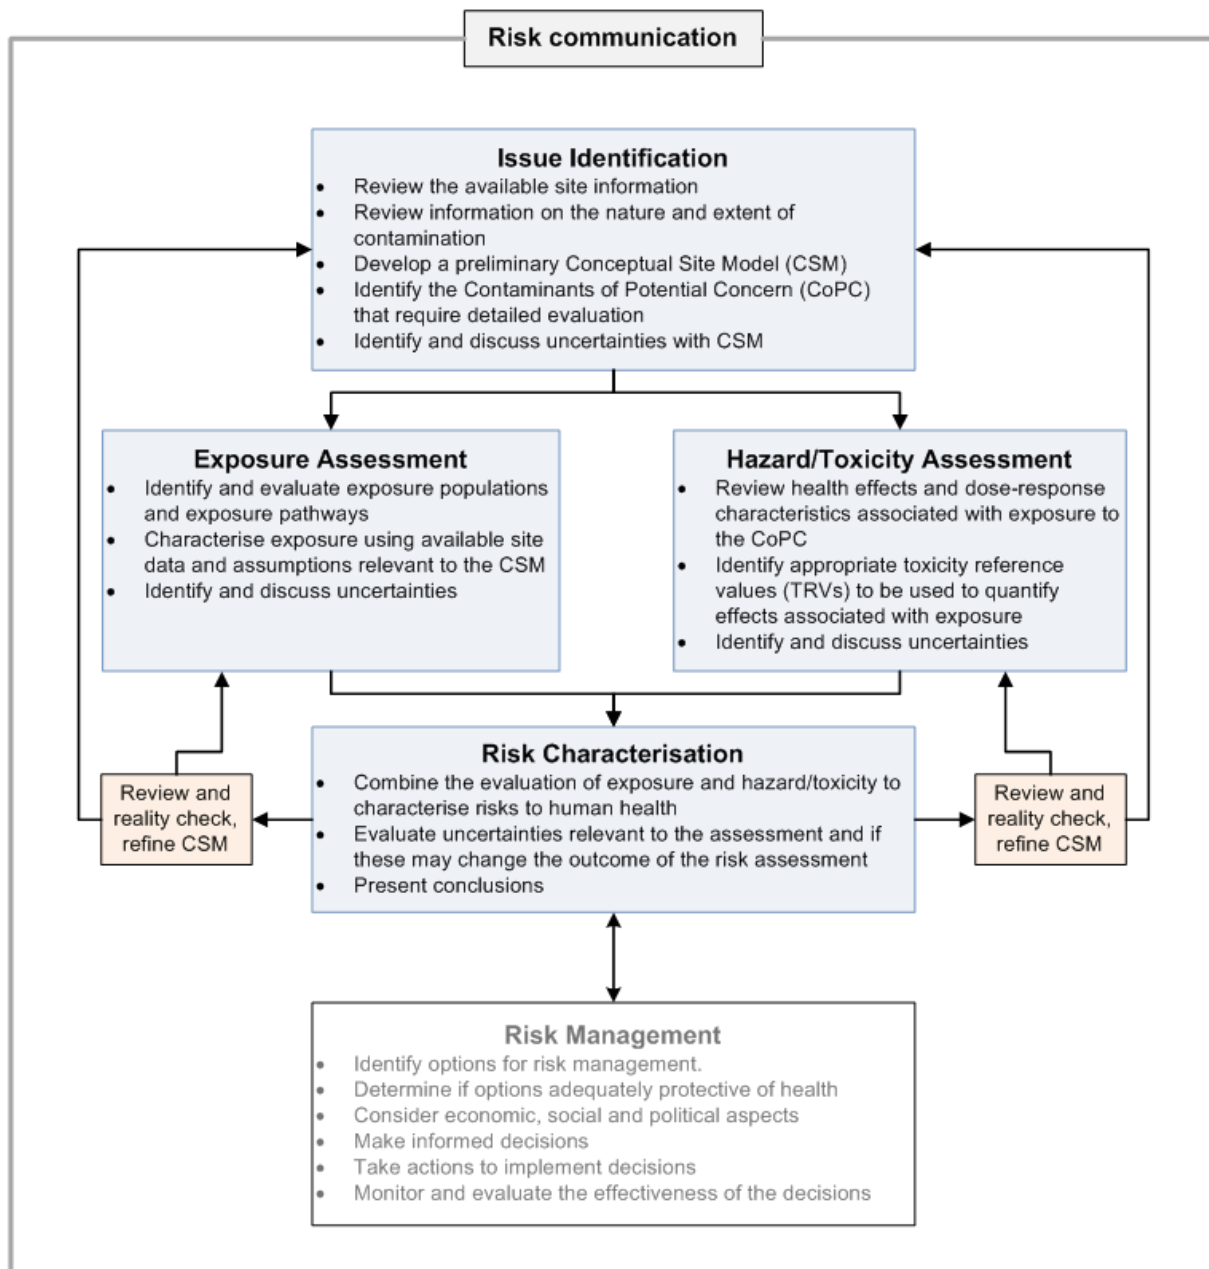 Risk communication
Issue Identification
• Review the available site information
• Review information on the nature and extent of
contamination
• Develop a preliminary Conceptual Site Model (CSM)
• Identify the Contaminants of Potential Concern (CoPC)
that require detailed evaluation
• Identify and discuss uncertainties with CSM
Exposure Assessment
• Identify and evaluate exposure populations
and exposure pathways
• Characterise exposure using available site
data and assumptions relevant to the CSM
• Identify and discuss uncertainties
Hazard/Toxicity Assessment
• Review health effects and dose-response
characteristics associated with exposure to
the CoPC
• Identify appropriate toxicity reference
values (TRVs) to be used to quantify
effects associated with exposure
• Identify and discuss uncertainties
Review and
reality check,
refine CSM
Risk Characterisation
• Combine the evaluation of exposure and hazard/toxicity to
characterise risks to human health
• Evaluate uncertainties relevant to the assessment and if
these may change the outcome of the risk assessment
• Present conclusions
Review and
reality check,
refine CSM
Risk Management
• Identify options for risk management.
• Determine if options adequately protective of health
• Consider economic, social and political aspects
• Make informed decisions
• Take actions to implement decisions
• Monitor and evaluate the effectiveness of the decisions